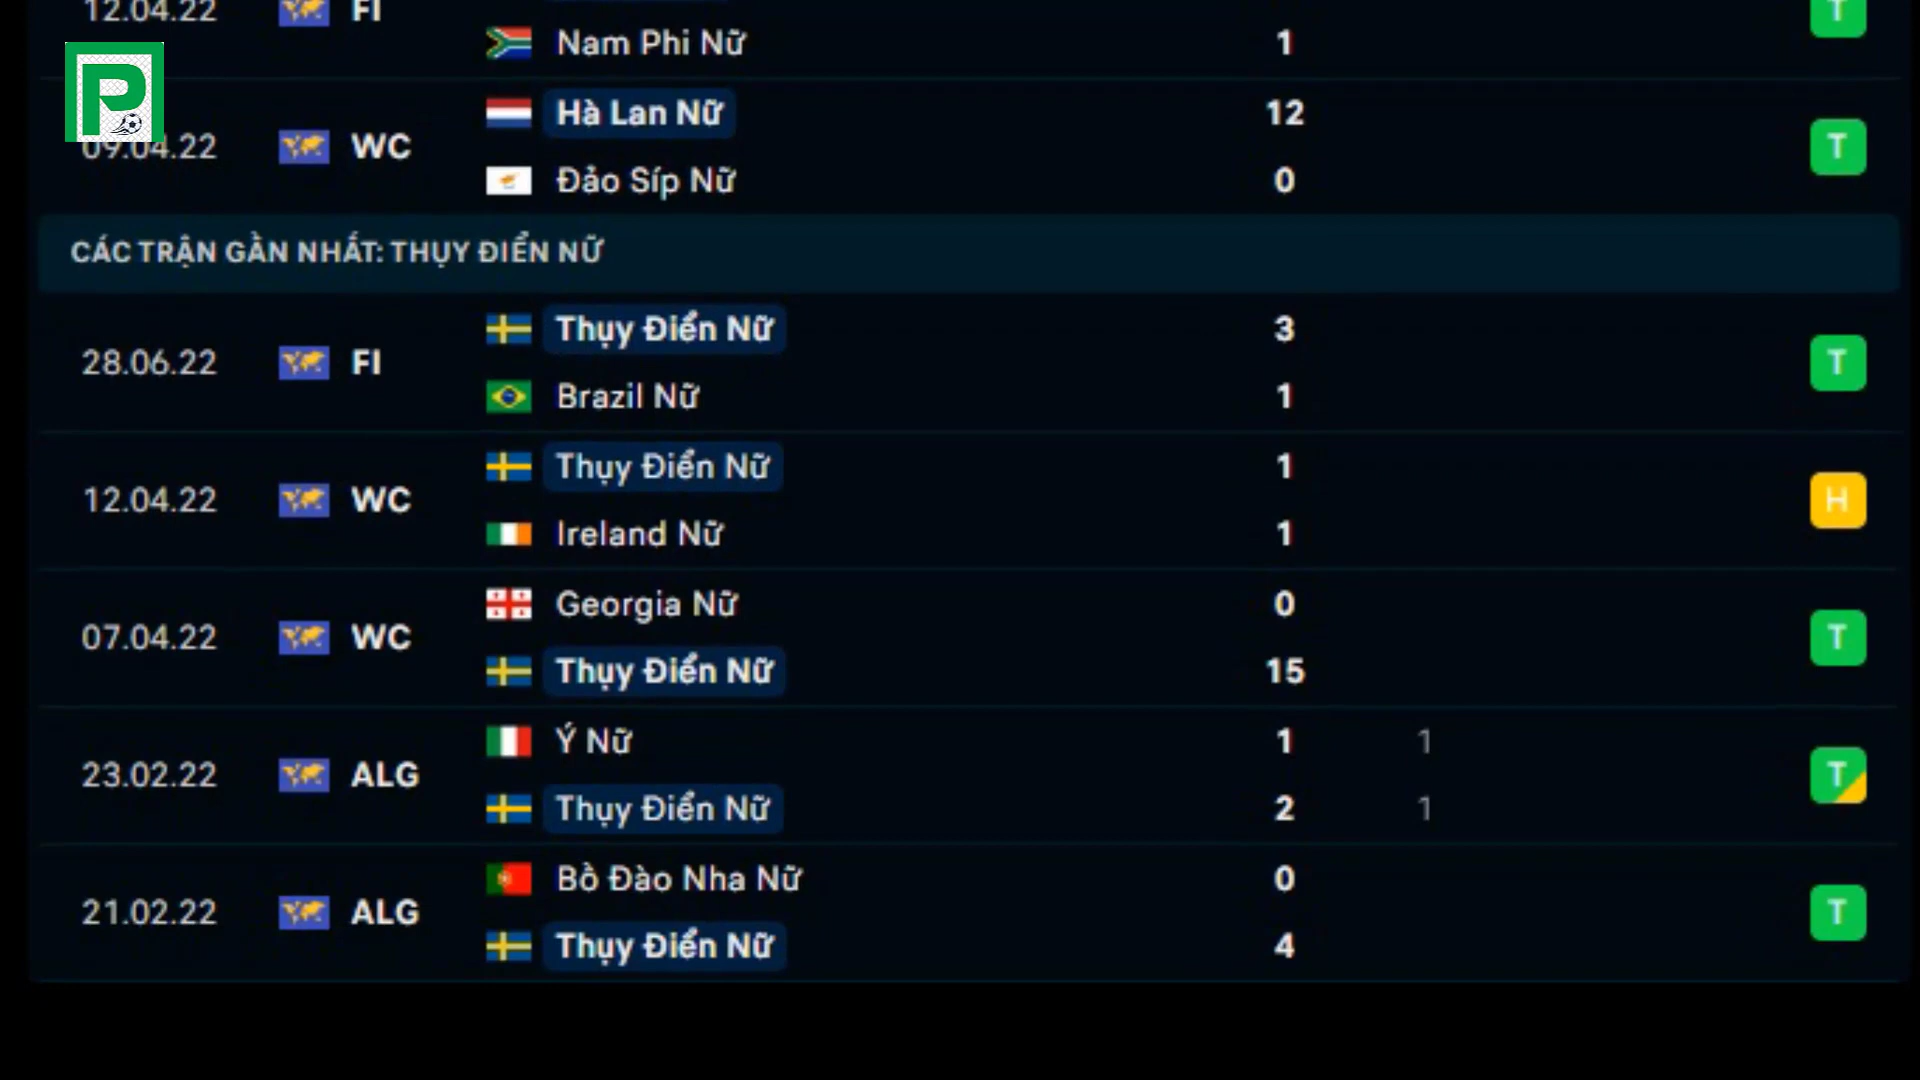 12.04.22 FI T
Nam Phi Nữ 1
P
Hà Lan Nữ 12
09.04.22 WC T
Đảo Síp Nữ 0
CÁC TRẬN GẦN NHẤT: THỤY ĐIỂN NỮ
Thụy Điển Nữ 3
28.06.22 FI T
Brazil Nữ 1
Thụy Điển Nữ 1
12.04.22 WC H
Ireland Nữ 1
Georgia Nữ 0
07.04.22 WC T
Thụy Điển Nữ 15
Ý Nữ 1 1
23.02.22 ALG T
Thụy Điển Nữ 2 1
Bồ Đào Nha Nữ 0
21.02.22 ALG T
Thụy Điển Nữ 4